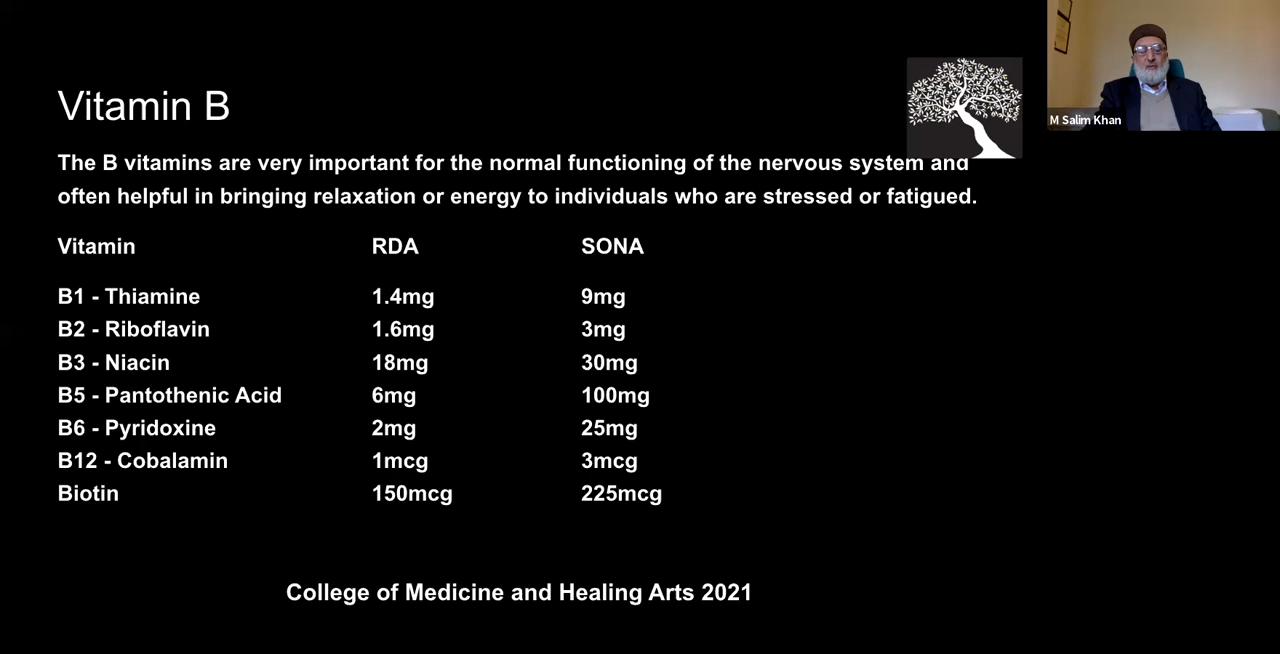 Vitamin B
M Salim Khan
The B vitamins are very important for the normal functioning of the nervous system and
often helpful in bringing relaxation or energy to individuals who are stressed or fatigued.
Vitamin RDA SONA
B1 - Thiamine 1.4mg 9mg
B2 - Riboflavin 1.6mg 3mg
B3 - Niacin 18mg 30mg
B5 - Pantothenic Acid 6mg 100mg
B6 - Pyridoxine 2mg 25mg
B12 - Cobalamin 1mcg 3mcg
Biotin 150mcg 225mcg
College of Medicine and Healing Arts 2021